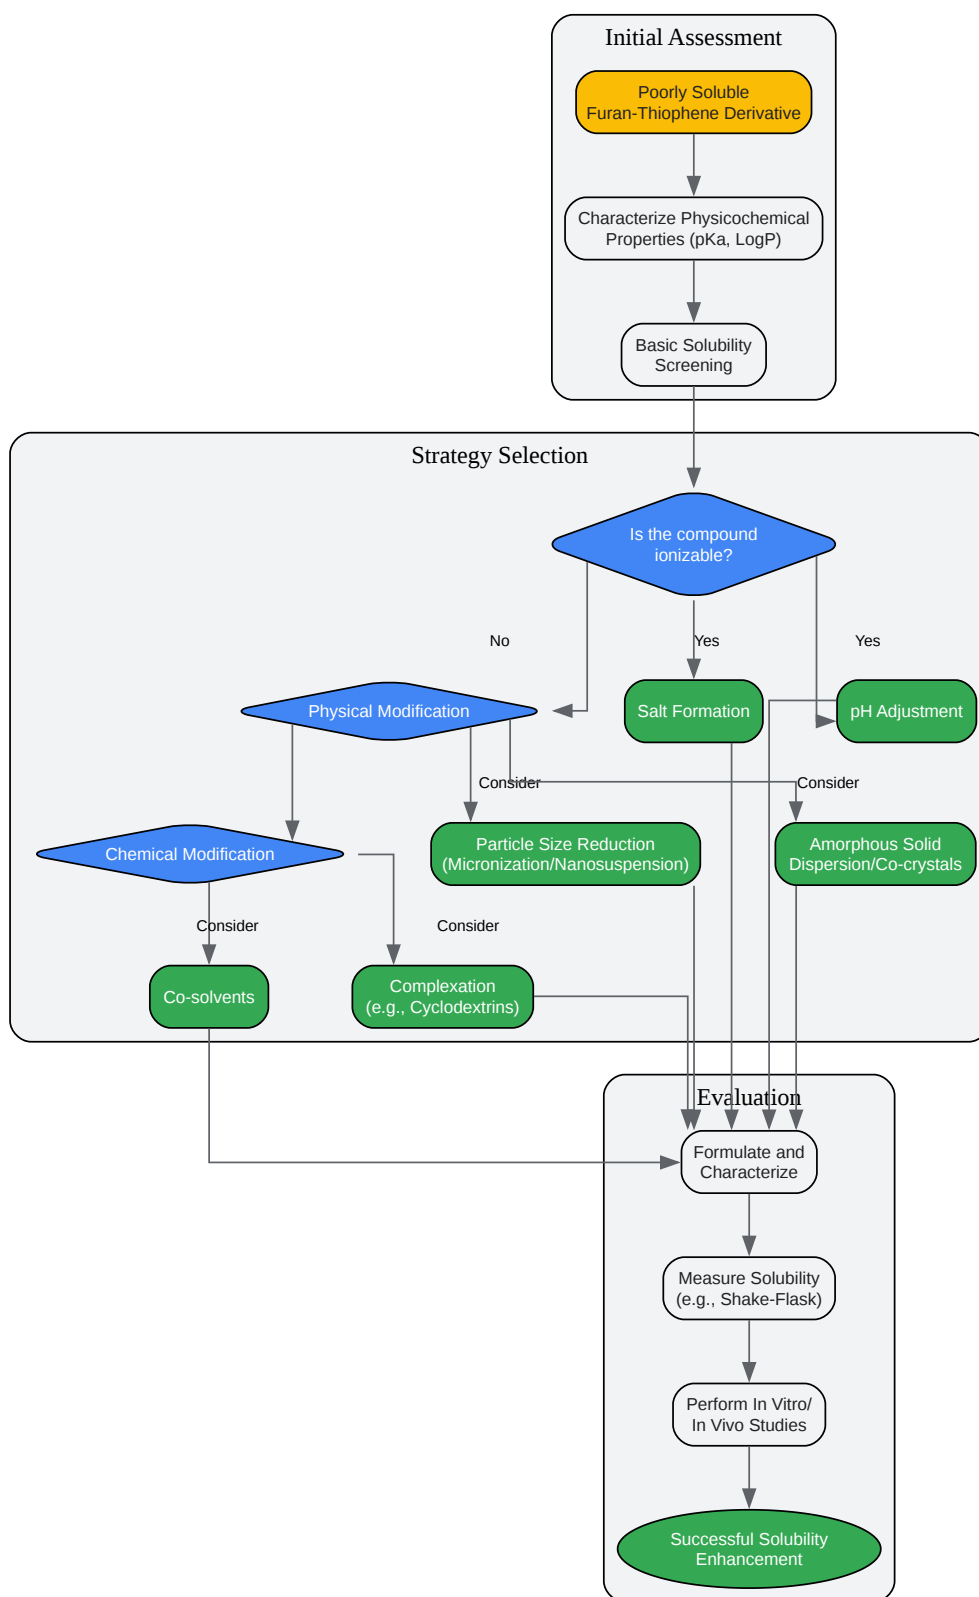 Initial Assessment
Poorly Soluble
Furan-Thiophene Derivative
Characterize Physicochemical
Properties (pKa, LogP)
Basic Solubility
Screening
Strategy Selection
Is the compound
ionizable?
No
Yes
Yes
Physical Modification
Salt Formation
pH Adjustment
Consider
Consider
Chemical Modification
Particle Size Reduction
(Micronization/Nanosuspension)
Amorphous Solid
Dispersion/Co-crystals
Consider
Consider
Co-solvents
Complexation
(e.g., Cyclodextrins)
Evaluation
Formulate and
Characterize
Measure Solubility
(e.g., Shake-Flask)
Perform In Vitro/
In Vivo Studies
Successful Solubility
Enhancement